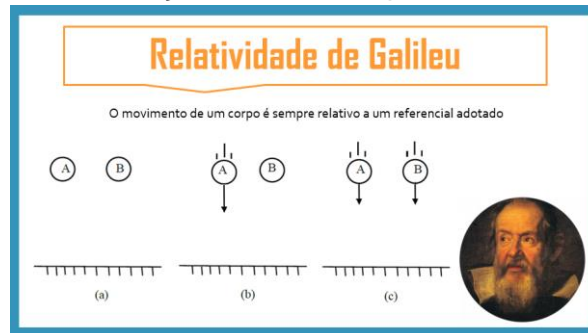 Relatividade de Galileu
O movimento de um corpo é sempre relativo a um referencial adotado
A B A B A B
(a) (b) (c)